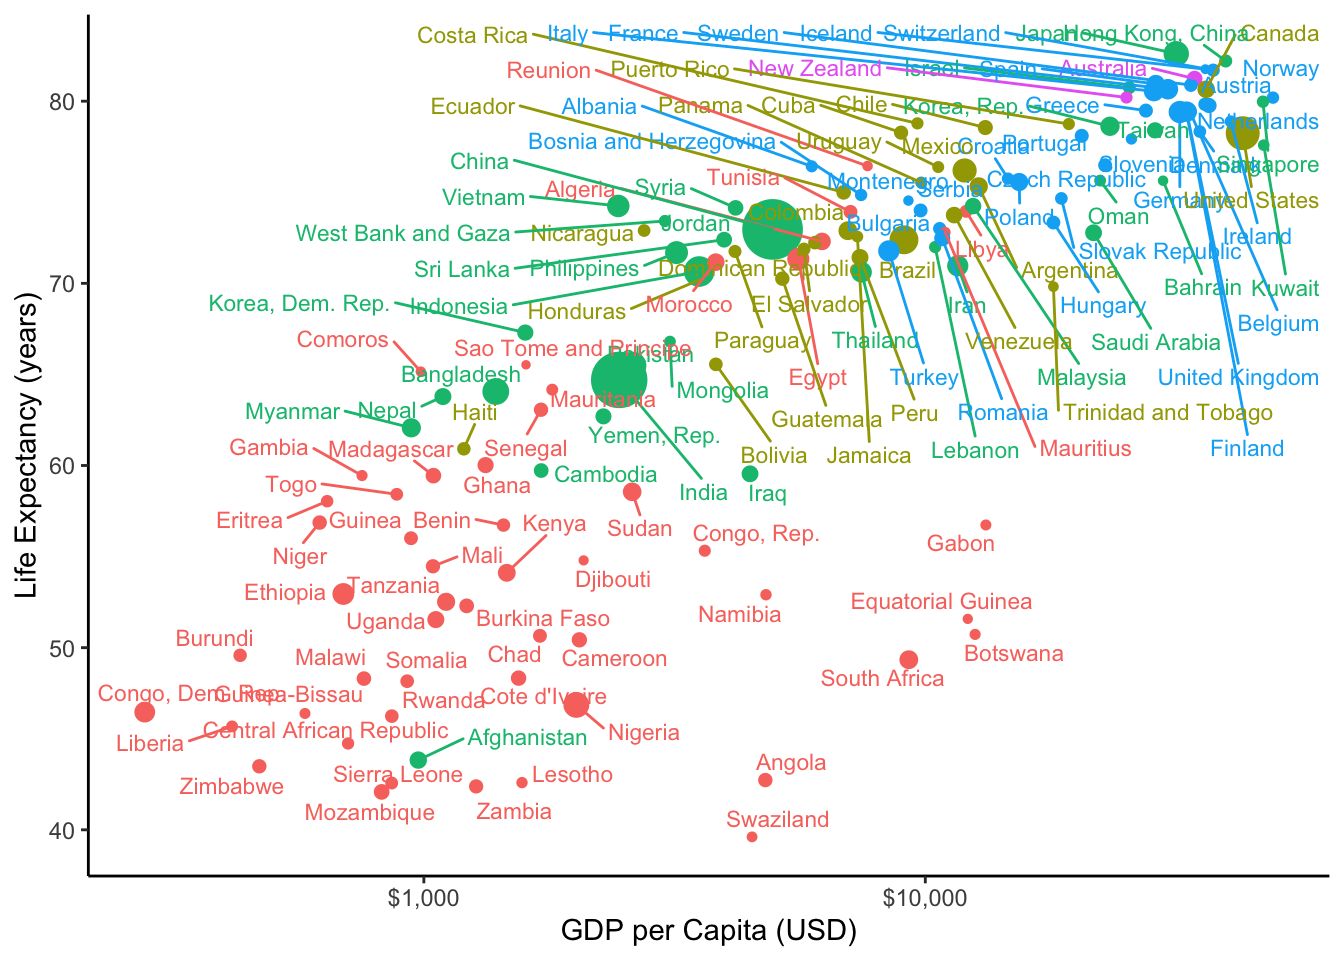 Costa Rica Italy France Sweden Iceland Switzerland Japan Hong Kong, China Canada
Reunion Puerto Rico New Zealand Israel Spain Australia Norway
Austria
80
Ecuador Albania Panama Cuba Chile Korea, Rep. Greece
Netherlands
Taiwan
Bosnia and Herzegovina Uruguay Mexico Croatia Portugal
China Slovenia Denmark Singapore
Algeria Syria Tunisia Montenegro Serbia Czech Republic
Vietnam Germany United States
Colombia Poland Oman
West Bank and Gaza Nicaragua Jordan Bulgaria Ireland
Libya Slovak Republic
Sri Lanka Philippines Dominican Republic Brazil Argentina
70
Bahrain Kuwait
Korea, Dem. Rep. Indonesia Honduras Morocco El Salvador Iran Hungary
Belgium
Comoros Sao Tome and Principe Paraguay Thailand Venezuela Saudi Arabia
Bangladesh Egypt Turkey Malaysia United Kingdom
Mongolia
Myanmar Nepal Haiti Mauritania Guatemala Peru Romania Trinidad and Tobago
Yemen, Rep.
Gambia Madagascar Senegal Bolivia Jamaica Lebanon Mauritius Finland
60
Togo Ghana Cambodia India Iraq
Eritrea Guinea Benin Kenya Sudan Congo, Rep.
Niger Mali Gabon
Djibouti
Ethiopia Tanzania Equatorial Guinea
Uganda Burkina Faso Namibia
50
Burundi Malawi Somalia Chad Cameroon Botswana
South Africa
Congo, Dem. Rep. Guinea-Bissau Rwanda Cote d'Ivoire
Liberia Central African Republic Afghanistan Nigeria
Zimbabwe Sierra Leone Lesotho Angola
Mozambique Zambia Swaziland
40
$1,000 $10,000
GDP per Capita (USD)
Life Expectancy (years)